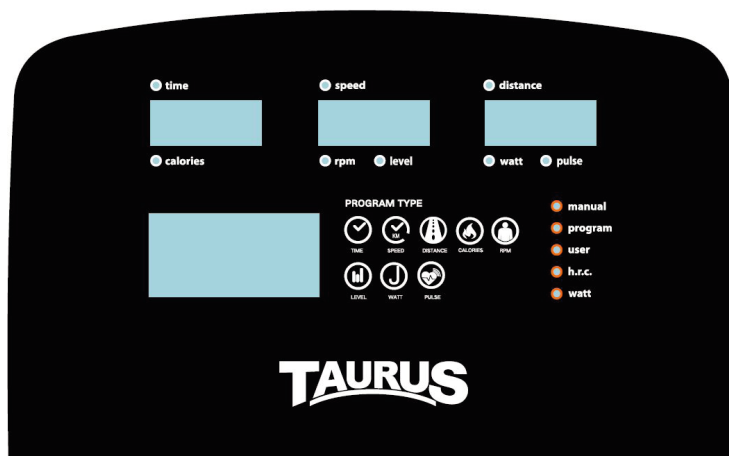 time speed distance
calories rpm level watt pulse
PROGRAM TYPE
KM
TIME SPEED DISTANCE CALORIES RPM
LEVEL WATT PULSE
manual
program
user
h.r.c.
watt
TAURUS